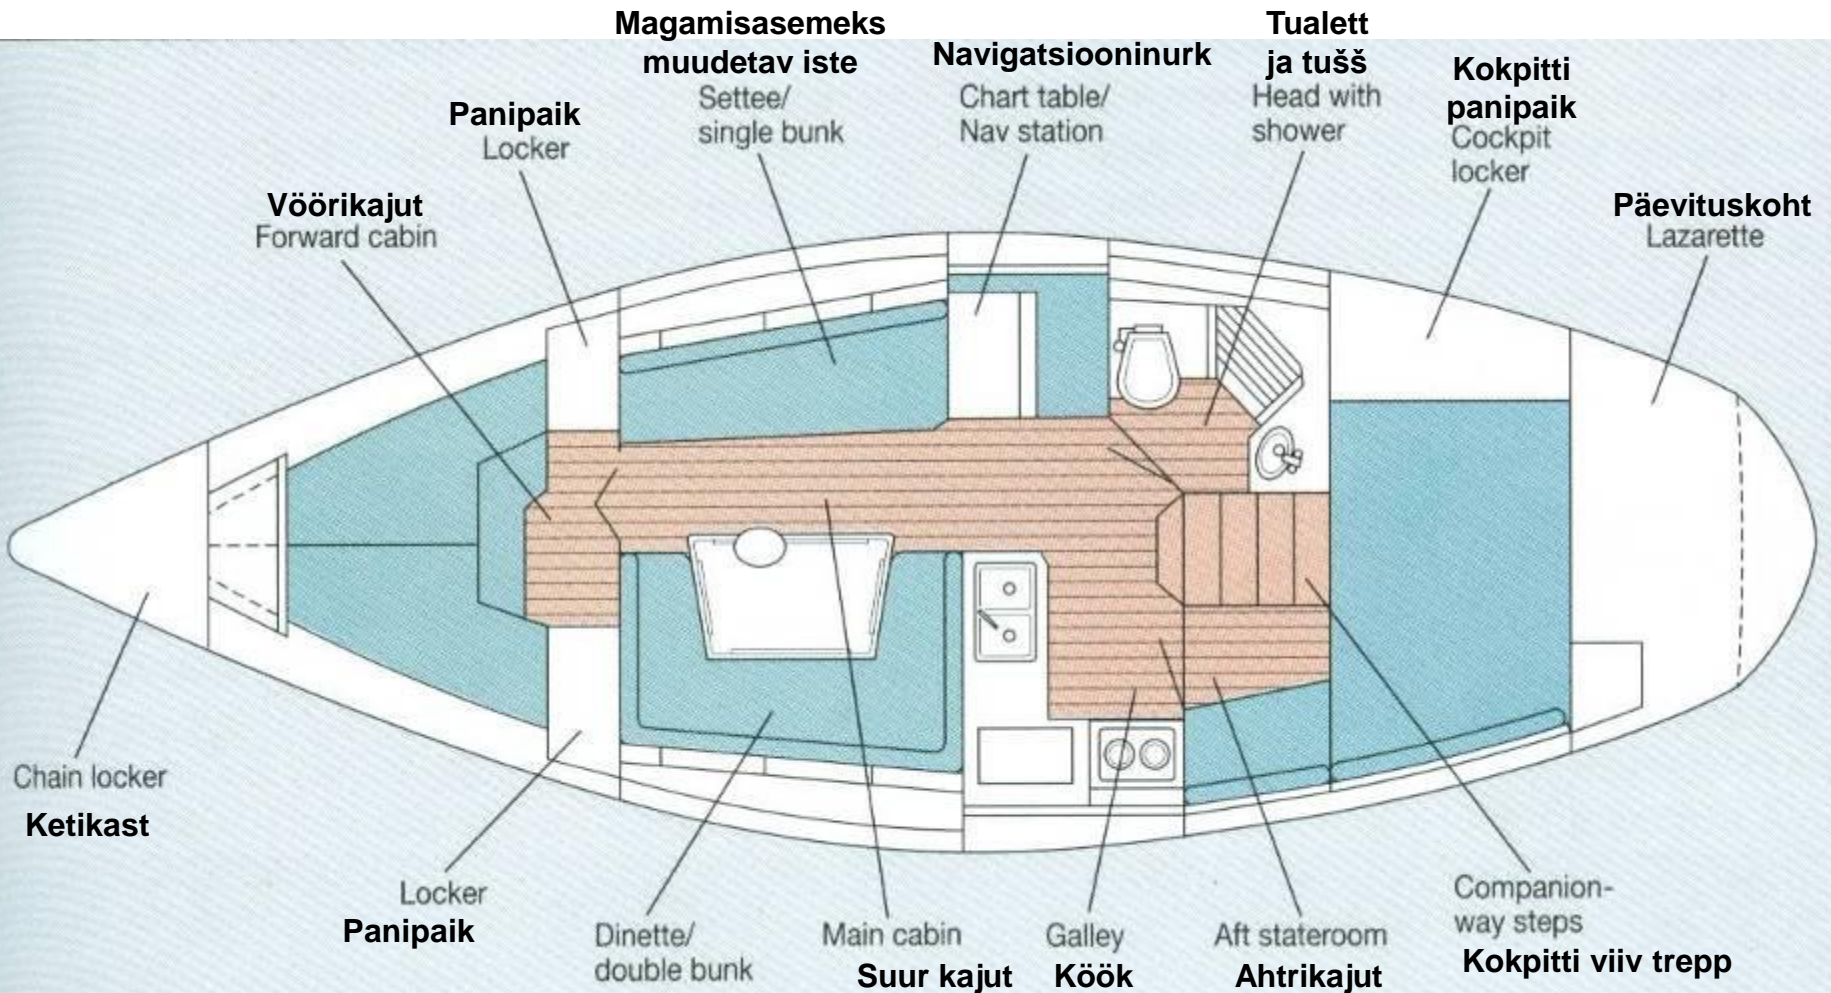 Magamisasemeks
muudetav iste
Settee/
single bunk
Navigatsiooninurk
Chart table/
Nav station
Tualett
ja tušš
Head with
shower
Kokpitti
panipaik
Cockpit
locker
Panipaik
Locker
Vöörikajut
Forward cabin
Päevituskoht
Lazarette
Chain locker
Ketikast
Locker
Panipaik
Dinette/
double bunk
Main cabin
Suur kajut
Galley
Köök
Aft stateroom
Ahtrikajut
Companion-
way steps
Kokpitti viiv trepp